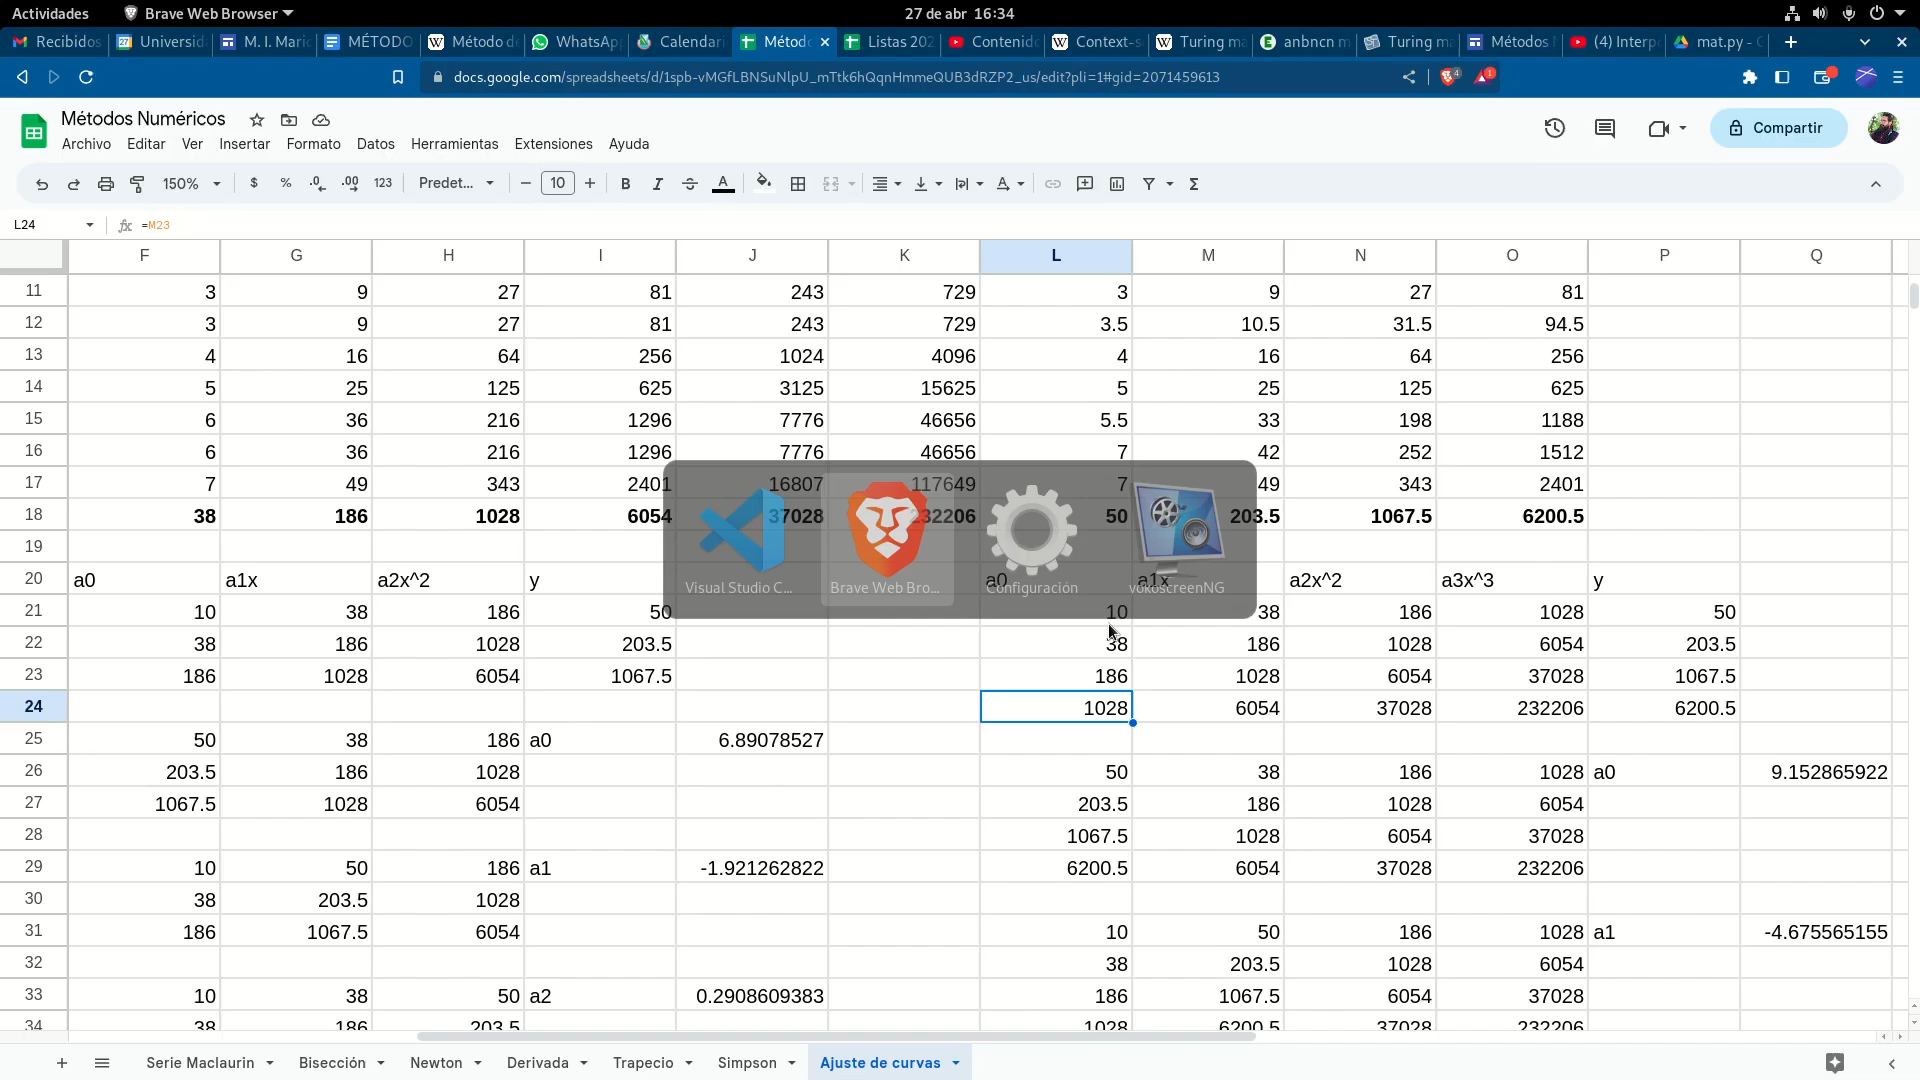 Actividades Brave Web Browser 27 de abr 16:34
Recibidos Universid M. I. Mari MÉTODO Método d WhatsAp Calendar Métod Listas 202 Contenid Context-s Turing ma anbncn m Turing ma Métodos (4) Interp mat.py -
docs.google.com/spreadsheets/d/1spb-vMGfLBNSuNlpU_mTtk6hQqnHmmeQUB3dRZP2_us/edit?pli=1#gid=2071459613 4 1
Métodos Numéricos
Archivo Editar Ver Insertar Formato Datos Herramientas Extensiones Ayuda
Compartir
150% $ % .0 .00 123 Predet... 10 B I S A
L24 fx =M23
F G H I J K L M N O P Q
11 3 9 27 81 243 729 3 9 27 81
12 3 9 27 81 243 729 3.5 10.5 31.5 94.5
13 4 16 64 256 1024 4096 4 16 64 256
14 5 25 125 625 3125 15625 5 25 125 625
15 6 36 216 1296 7776 46656 5.5 33 198 1188
16 6 36 216 1296 7776 46656 7 42 252 1512
17 7 49 343 2401 16807 117649 7 49 343 2401
18 38 186 1028 6054 37028 232206 50 203.5 1067.5 6200.5
19
Visual Studio C... Brave Web Bro... Configuración vokoscreenNG
20 a0 a1x a2x^2 y a0 a1x a2x^2 a3x^3 y
21 10 38 186 50 10 38 186 1028 50
22 38 186 1028 203.5 38 186 1028 6054 203.5
23 186 1028 6054 1067.5 186 1028 6054 37028 1067.5
24 1028 6054 37028 232206 6200.5
25 50 38 186 a0 6.89078527
26 203.5 186 1028 50 38 186 1028 a0 9.152865922
27 1067.5 1028 6054 203.5 186 1028 6054
28 1067.5 1028 6054 37028
29 10 50 186 a1 -1.921262822 6200.5 6054 37028 232206
30 38 203.5 1028
31 186 1067.5 6054 10 50 186 1028 a1 -4.675565155
32 38 203.5 1028 6054
33 10 38 50 a2 0.2908609383 186 1067.5 6054 37028
34 38 186 203.5 1028 6200.5 37028 232206
Serie Maclaurin Bisección Newton Derivada Trapecio Simpson Ajuste de curvas